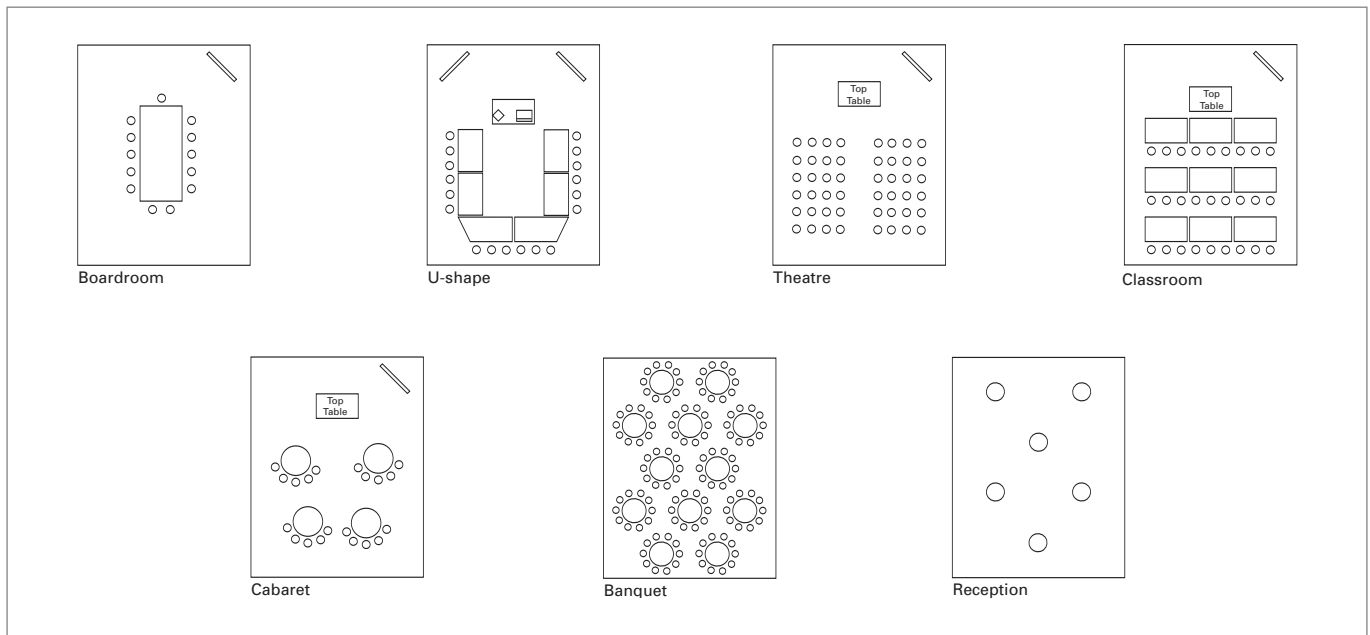 Top
Table
Top
Table
Boardroom
U-shape
Theatre
Classroom
Top
Table
Cabaret
Banquet
Reception